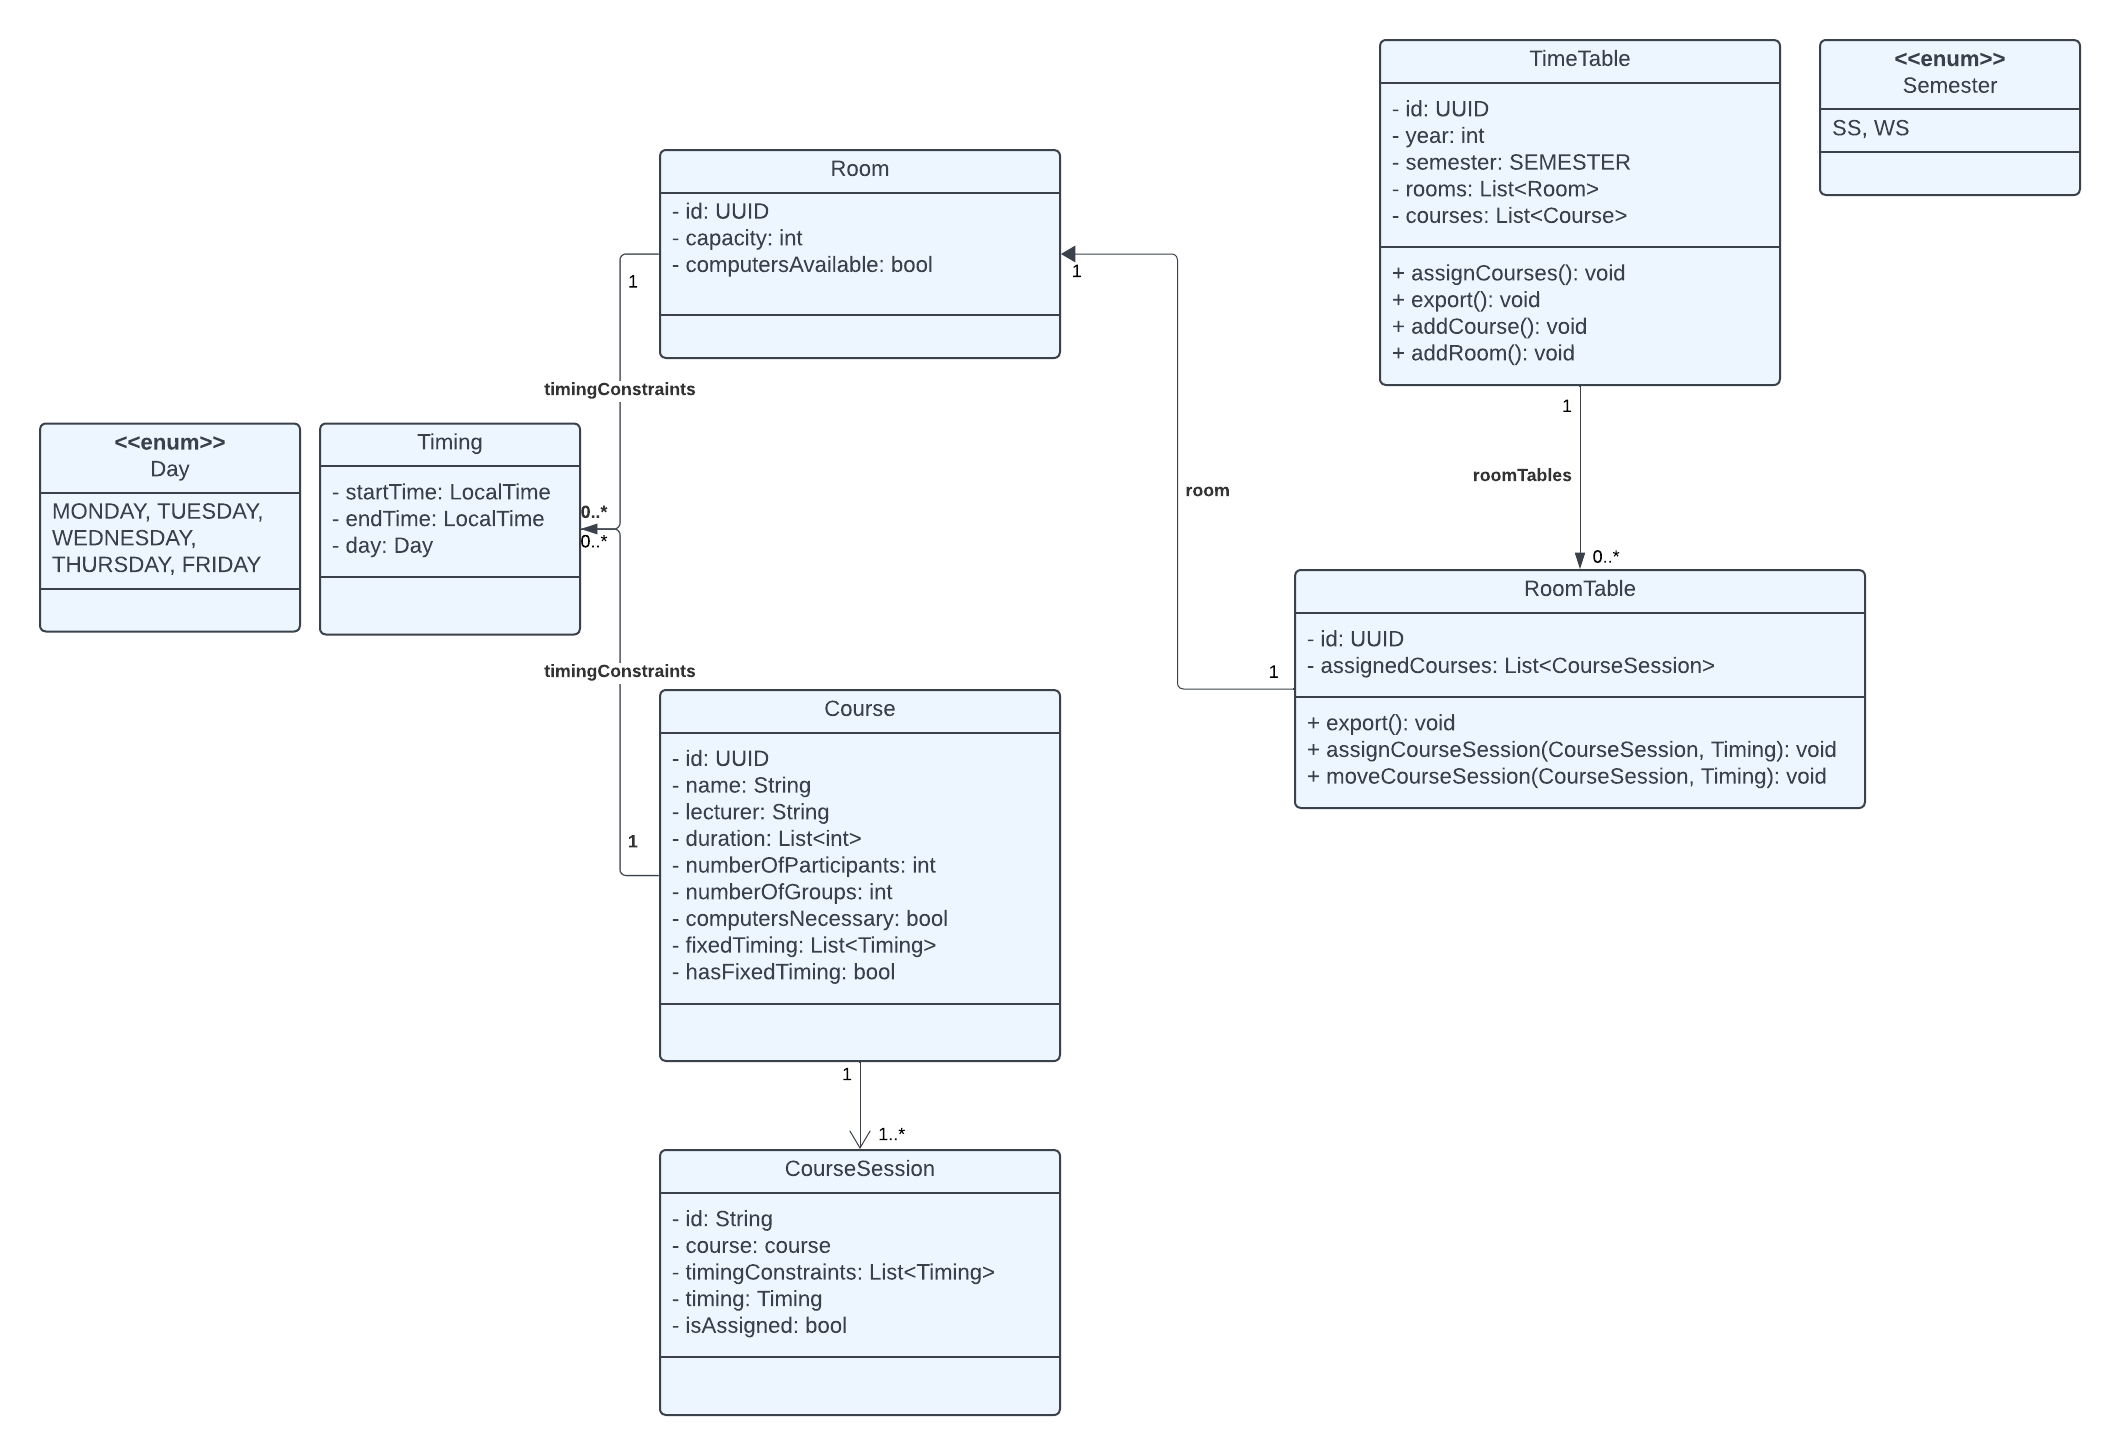 TimeTable
- id: UUID
- year: int
- semester: SEMESTER
- rooms: List<Room>
- courses: List<Course>
+ assignCourses(): void
+ export(): void
+ addCourse(): void
+ addRoom(): void
<<enum>>
Semester
SS, WS
Room
- id: UUID
- capacity: int
- computersAvailable: bool
1
1
timingConstraints
1
roomTables
0..*
room
1
<<enum>>
Day
MONDAY, TUESDAY,
WEDNESDAY,
THURSDAY, FRIDAY
Timing
- startTime: LocalTime
- endTime: LocalTime
- day: Day
0..*
0..*
timingConstraints
1
RoomTable
- id: UUID
- assignedCourses: List<CourseSession>
+ export(): void
+ assignCourseSession(CourseSession, Timing): void
+ moveCourseSession(CourseSession, Timing): void
Course
- id: UUID
- name: String
- lecturer: String
- duration: List<int>
- numberOfParticipants: int
- numberOfGroups: int
- computersNecessary: bool
- fixedTiming: List<Timing>
- hasFixedTiming: bool
1
1..*
CourseSession
- id: String
- course: course
- timingConstraints: List<Timing>
- timing: Timing
- isAssigned: bool